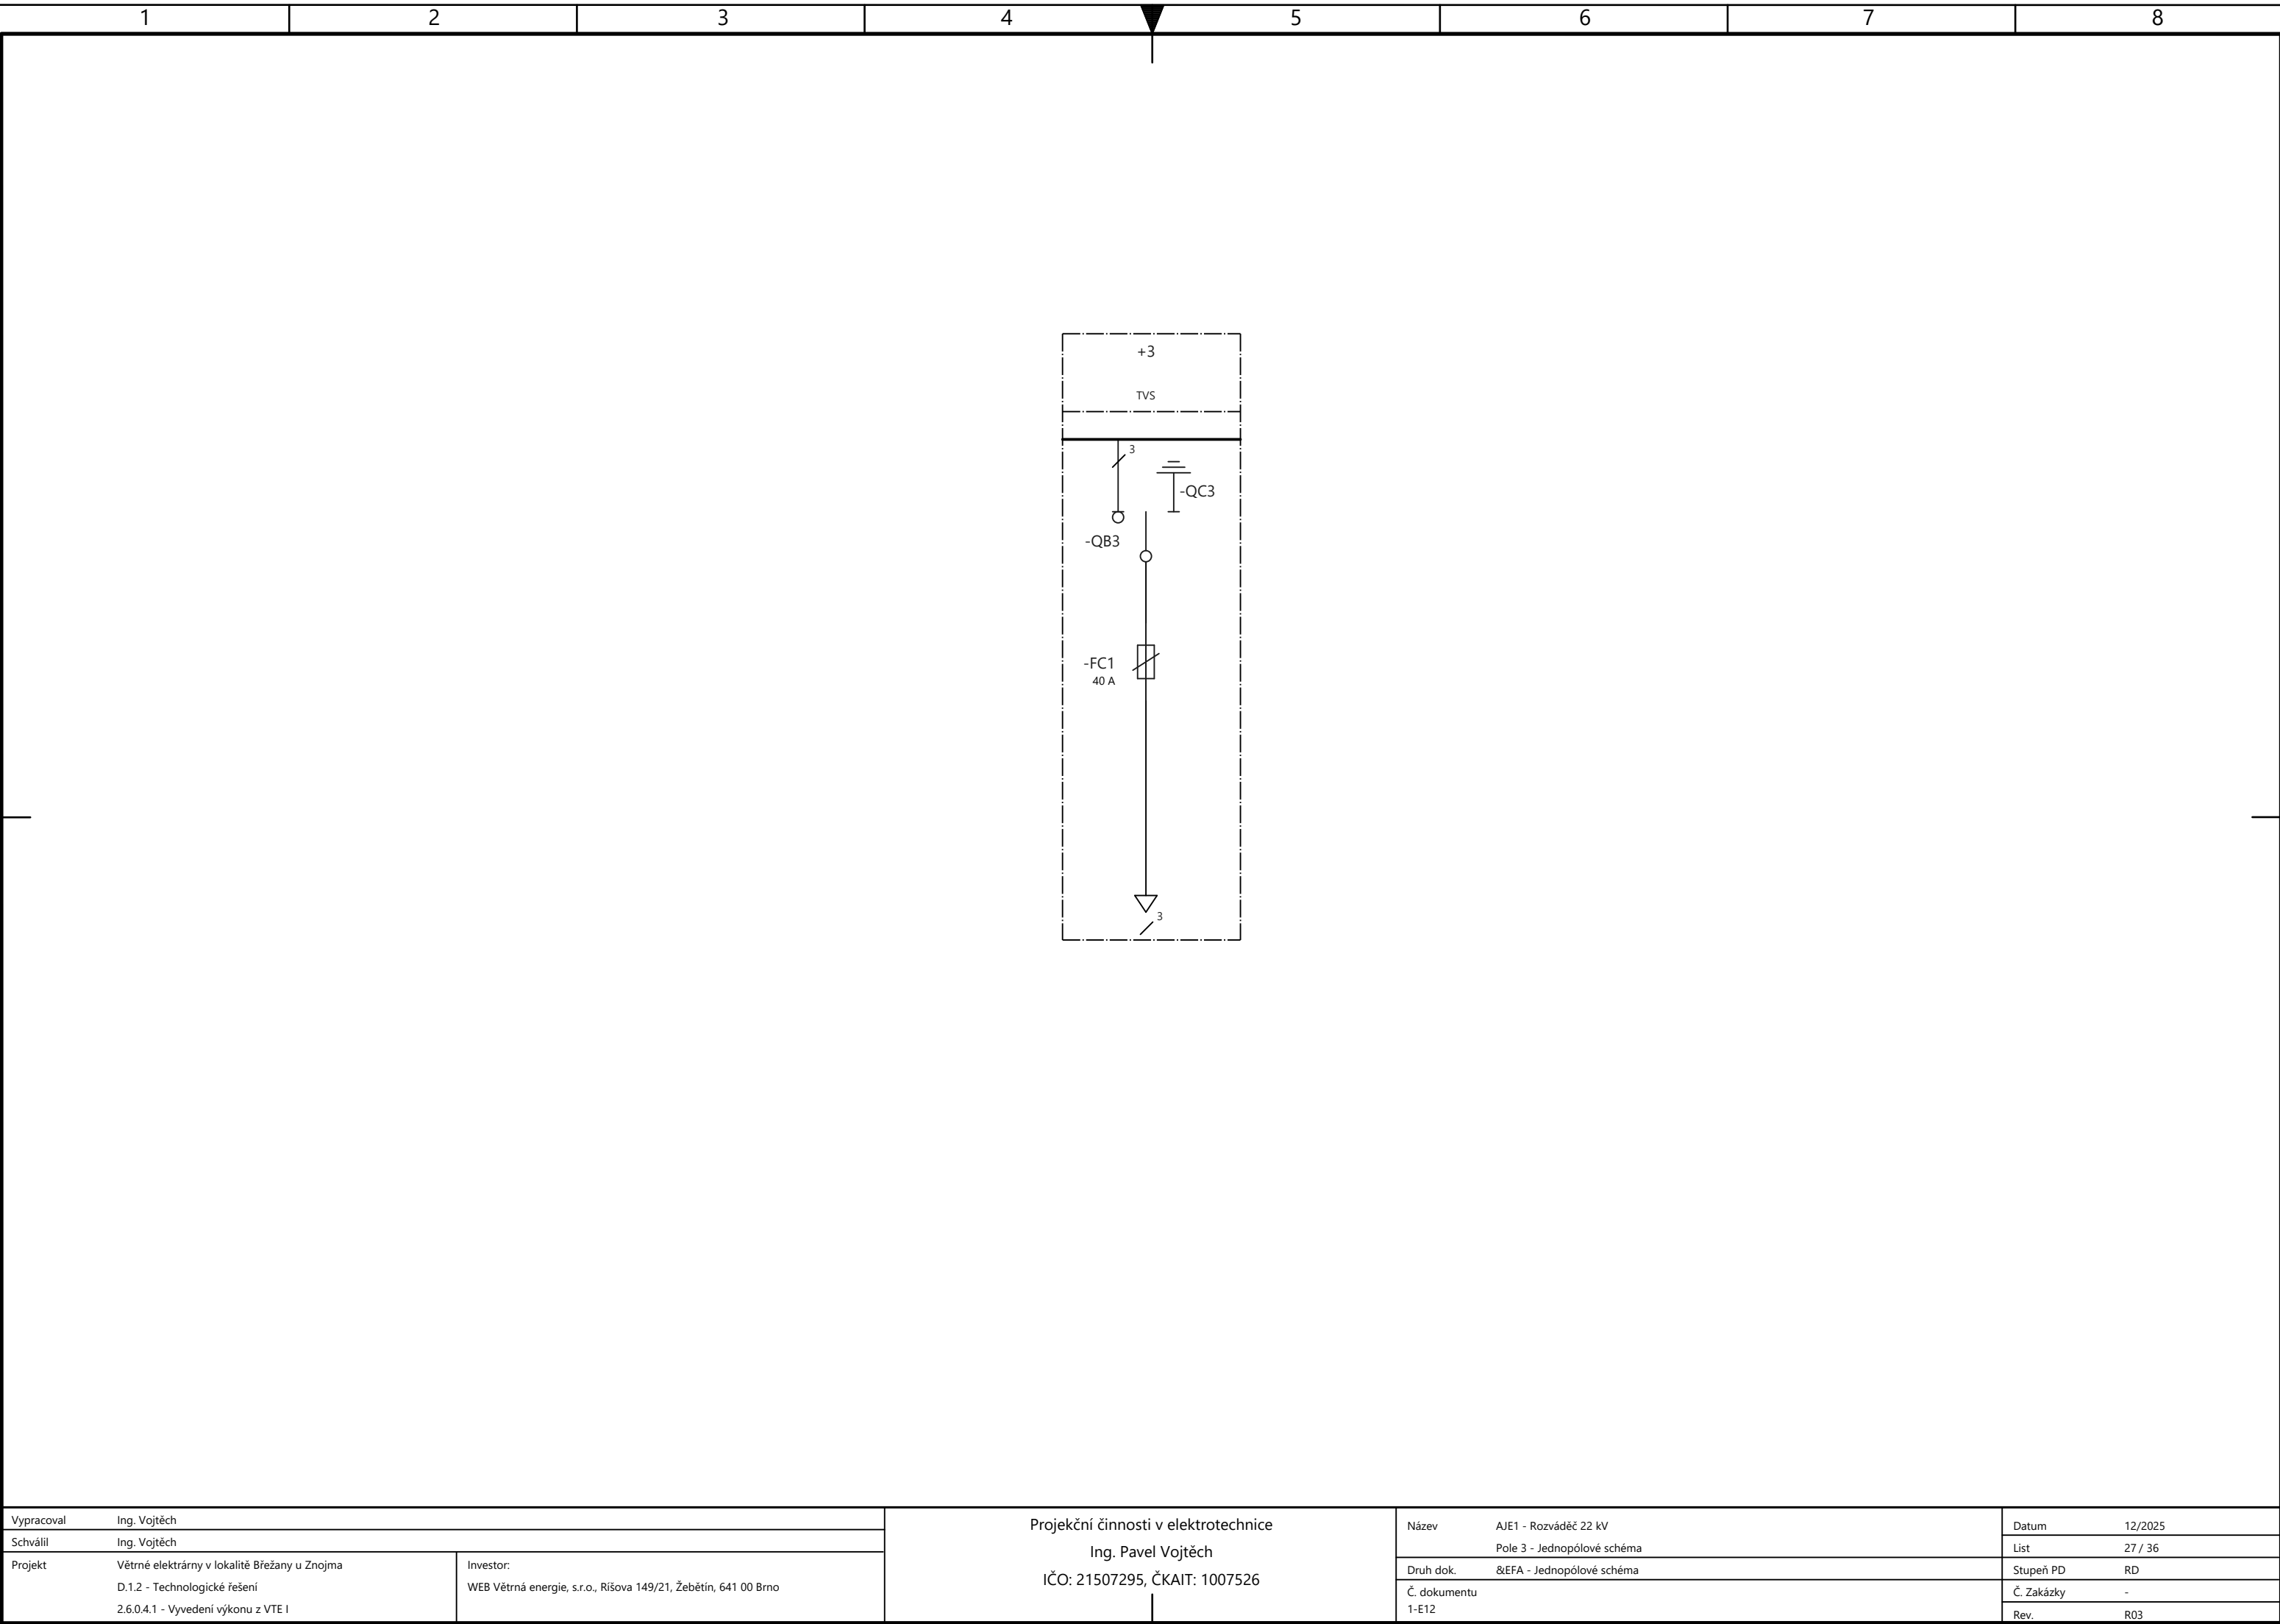 1 2 3 4 5 6 7 8
+3
TVS
3
-QC3
-QB3
-FC1
40 A
3
Vypracoval Ing. Vojtěch
Schválil Ing. Vojtěch
Projekt Větrné elektrárny v lokalitě Břežany u Znojma
D.1.2 - Technologické řešení
2.6.0.4.1 - Vyvedení výkonu z VTE I
Investor:
WEB Větrná energie, s.r.o., Ríšova 149/21, Žebětín, 641 00 Brno
Projekční činnosti v elektrotechnice
Ing. Pavel Vojtěch
IČO: 21507295, ČKAIT: 1007526
Název AJE1 - Rozváděč 22 kV
Pole 3 - Jednopólové schéma
Druh dok. &EFA - Jednopólové schéma
Č. dokumentu
1-E12
Datum 12/2025
List 27 / 36
Stupeň PD RD
Č. Zakázky -
Rev. R03